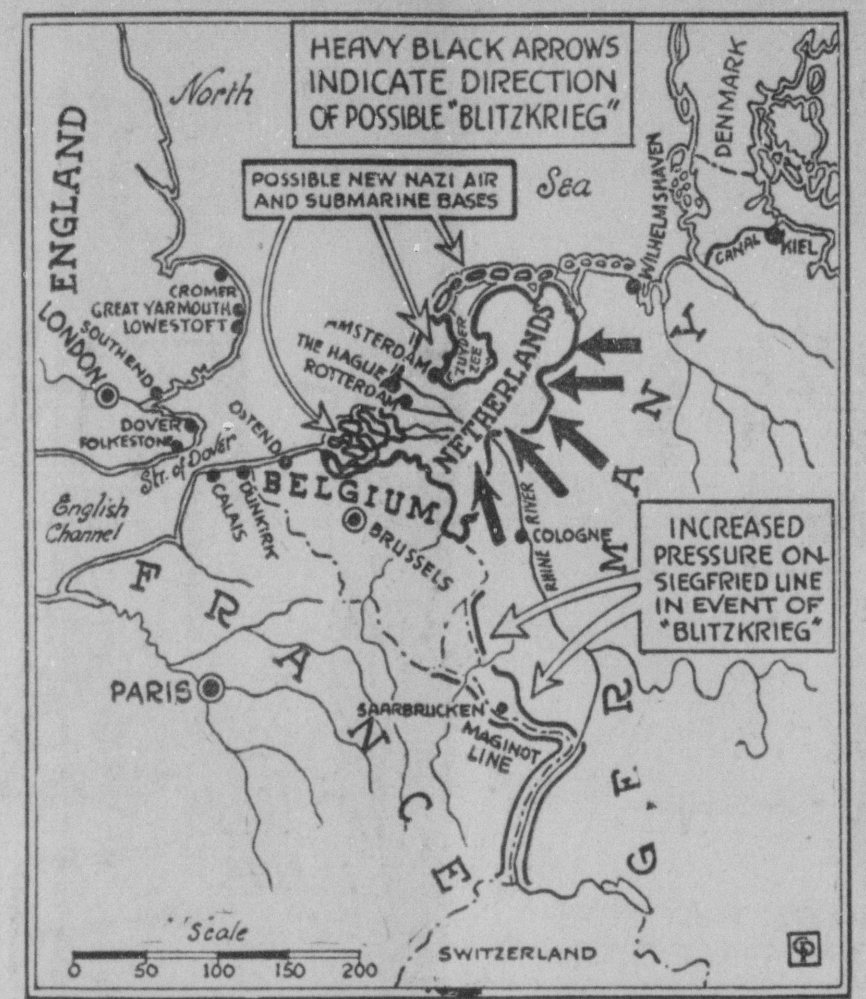 HEAVY BLACK ARROWS
INDICATE DIRECTION
OF POSSIBLE "BLITZKRIEG"
North
Sea
DENMARK
ENGLAND
POSSIBLE NEW NAZI AIR
AND SUBMARINE BASES
WILHELMSHAVEN
CANAL
KIEL
CROMER
GREAT YARMOUTH
LOWESTOFT
LONDON
SOUTHEND
AMSTERDAM
THE HAGUE
ROTTERDAM
ZUYDER
ZEE
NETHERLANDS
DOVER
FOLKESTONE
Str. of Dover
OSTEND
BELGIUM
English
Channel
CALAIS
DUNKIRK
BRUSSELS
COLOGNE
RHINE RIVER
INCREASED
PRESSURE ON
SIEGFRIED LINE
IN EVENT OF
"BLITZKRIEG"
FRANCE
PARIS
SAARBRUCKEN
MAGINOT
LINE
GERMANY
SWITZERLAND
Scale
0 50 100 150 200
CP